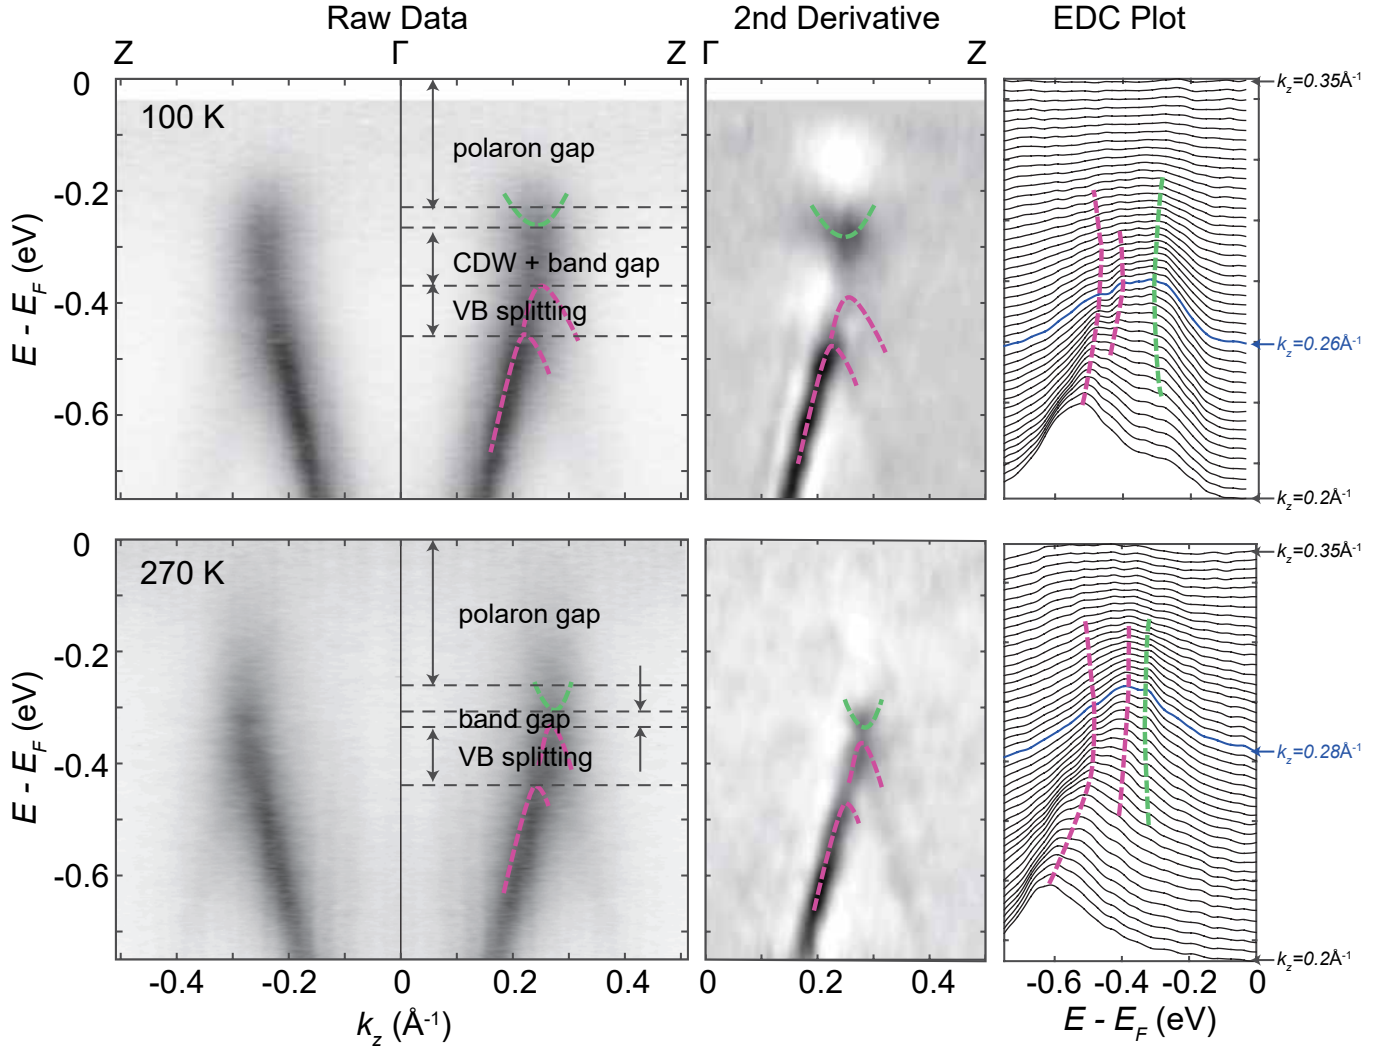 Raw Data
2nd Derivative
EDC Plot
Z
Γ
Z
Γ
Z
0
-0.2
-0.4
-0.6
E - E_F (eV)
100 K
polaron gap
CDW + band gap
VB splitting
k_z=0.35Å⁻¹
k_z=0.26Å⁻¹
k_z=0.2Å⁻¹
0
-0.2
-0.4
-0.6
E - E_F (eV)
270 K
polaron gap
band gap
VB splitting
k_z=0.35Å⁻¹
k_z=0.28Å⁻¹
k_z=0.2Å⁻¹
-0.4 -0.2 0 0.2 0.4
k_z (Å⁻¹)
0 0.2 0.4
-0.6 -0.4 -0.2 0
E - E_F (eV)